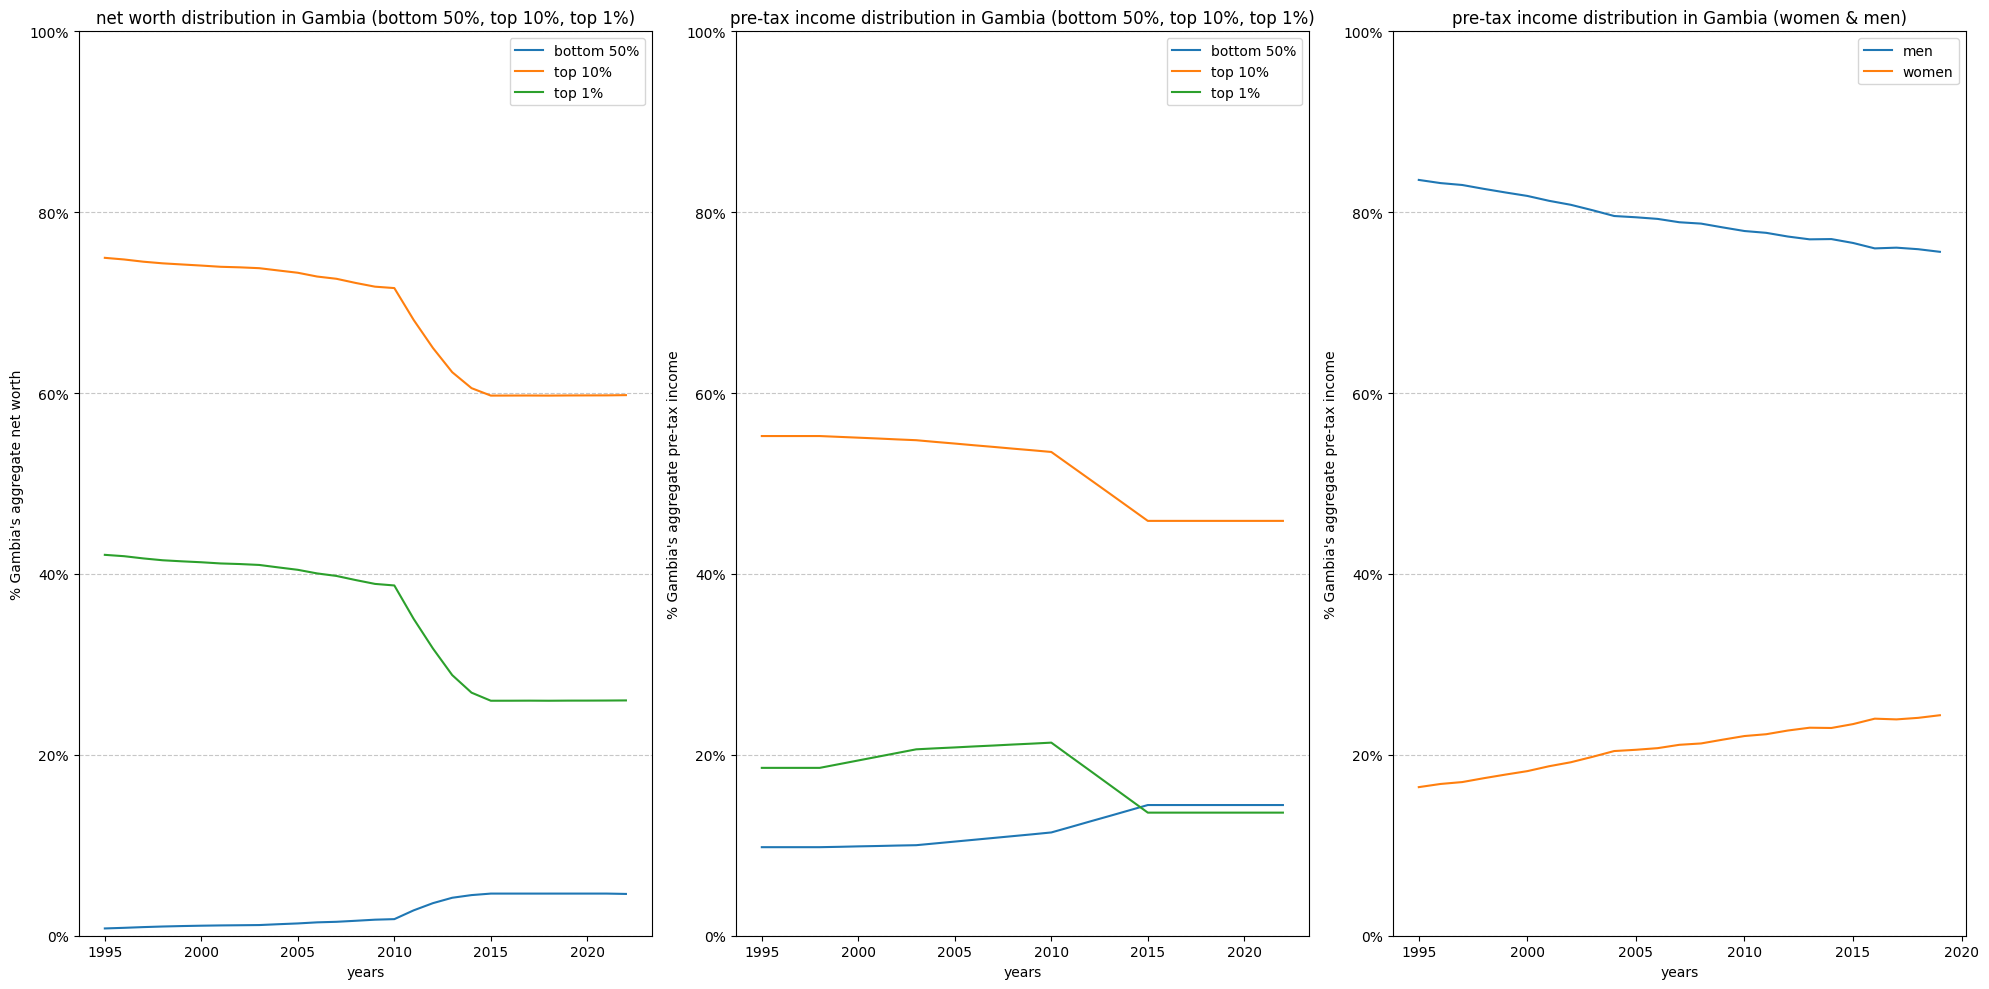 net worth distribution in Gambia (bottom 50%, top 10%, top 1%)
100%
80%
60%
40%
20%
0%
% Gambia's aggregate net worth
bottom 50%
top 10%
top 1%
1995 2000 2005 2010 2015 2020
years
pre-tax income distribution in Gambia (bottom 50%, top 10%, top 1%)
100%
80%
60%
40%
20%
0%
% Gambia's aggregate pre-tax income
bottom 50%
top 10%
top 1%
1995 2000 2005 2010 2015 2020
years
pre-tax income distribution in Gambia (women & men)
100%
80%
60%
40%
20%
0%
% Gambia's aggregate pre-tax income
men
women
1995 2000 2005 2010 2015 2020
years